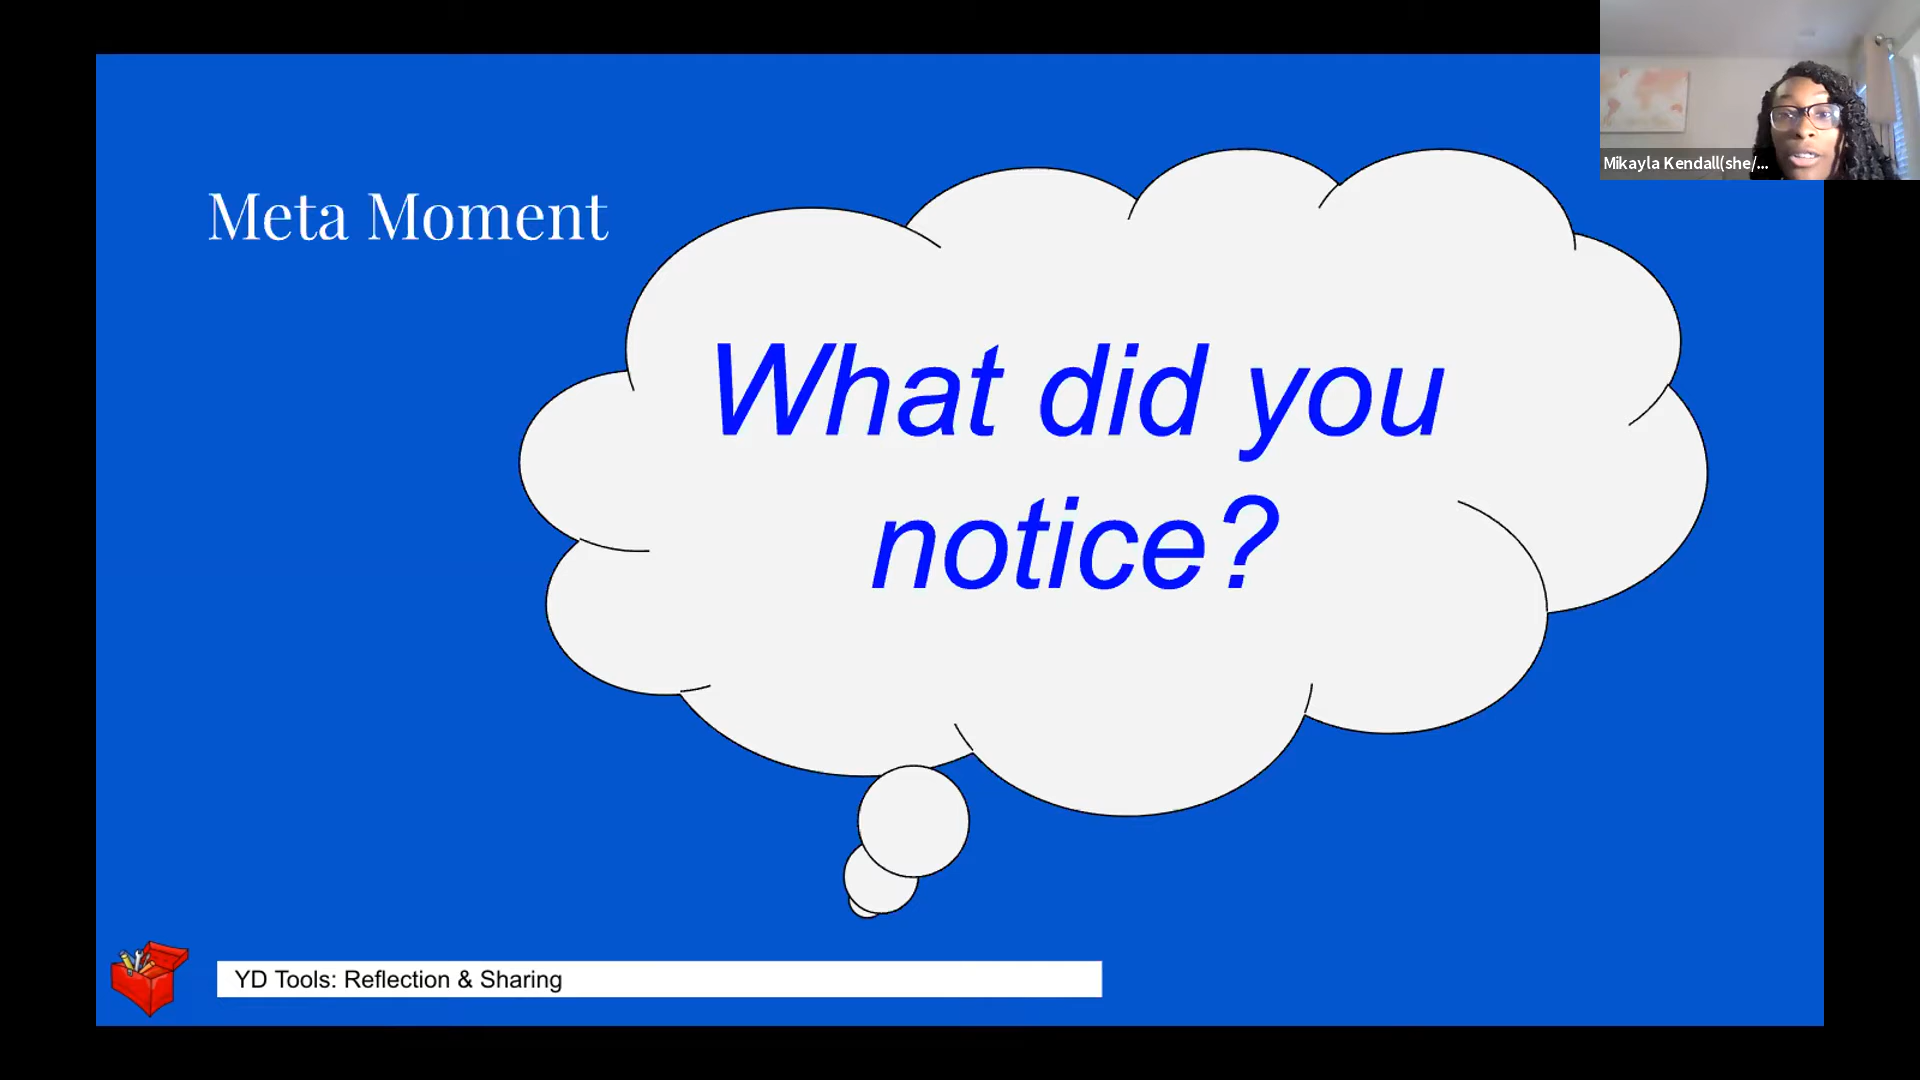 Mikayla Kendall(she/...
Meta Moment
What did you
notice?
YD Tools: Reflection & Sharing